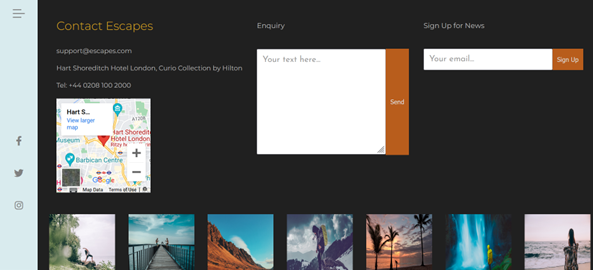 Contact Escapes
support@escapes.com
Hart Shoreditch Hotel London, Curio Collection by Hilton
Tel: +44 0208 100 2000
Hart S...
View larger
map
Hart Shoreditch
Hotel London
Museum
Barbican Centre
Google
Map Data
Terms of Use
Enquiry
Your text here...
Send
Sign Up for News
Your email...
Sign Up